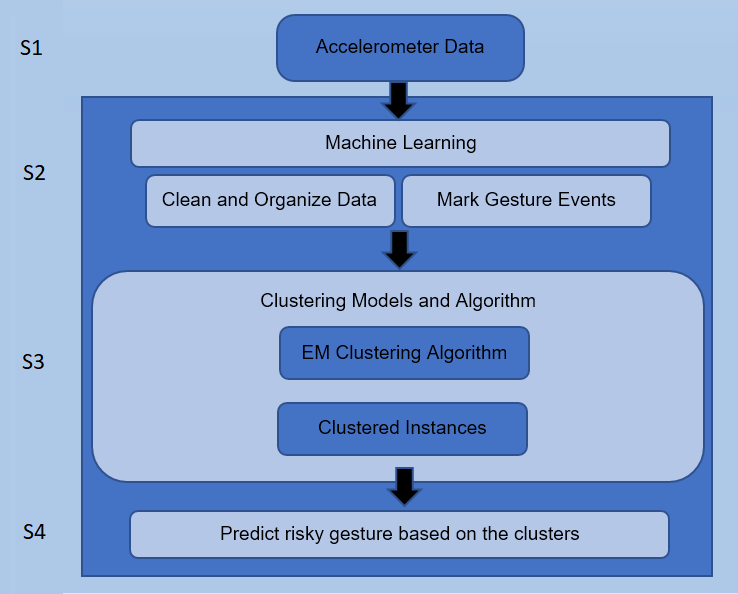 S1
Accelerometer Data
Machine Learning
S2
Clean and Organize Data
Mark Gesture Events
Clustering Models and Algorithm
S3
EM Clustering Algorithm
Clustered Instances
S4
Predict risky gesture based on the clusters